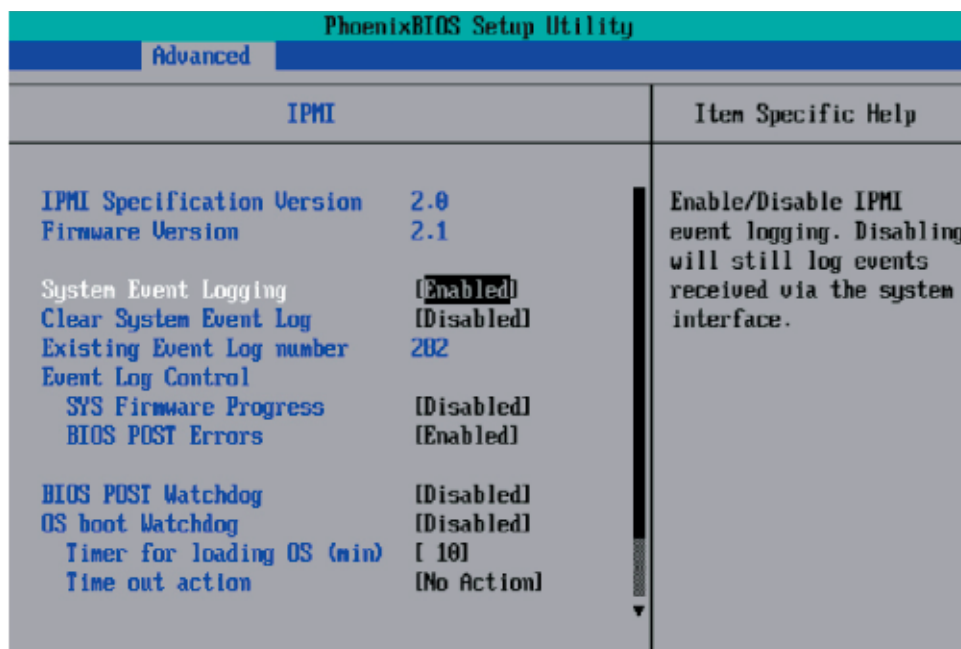 PhoenixBIOS Setup Utility
Advanced
IPMI
IPMI Specification Version 2.0
Firmware Version 2.1
System Event Logging [Enabled]
Clear System Event Log [Disabled]
Existing Event Log number 202
Event Log Control
SYS Firmware Progress [Disabled]
BIOS POST Errors [Enabled]
BIOS POST Watchdog [Disabled]
OS boot Watchdog [Disabled]
Timer for loading OS (min) [ 10]
Time out action [No Action]
Item Specific Help
Enable/Disable IPMI
event logging. Disabling
will still log events
received via the system
interface.